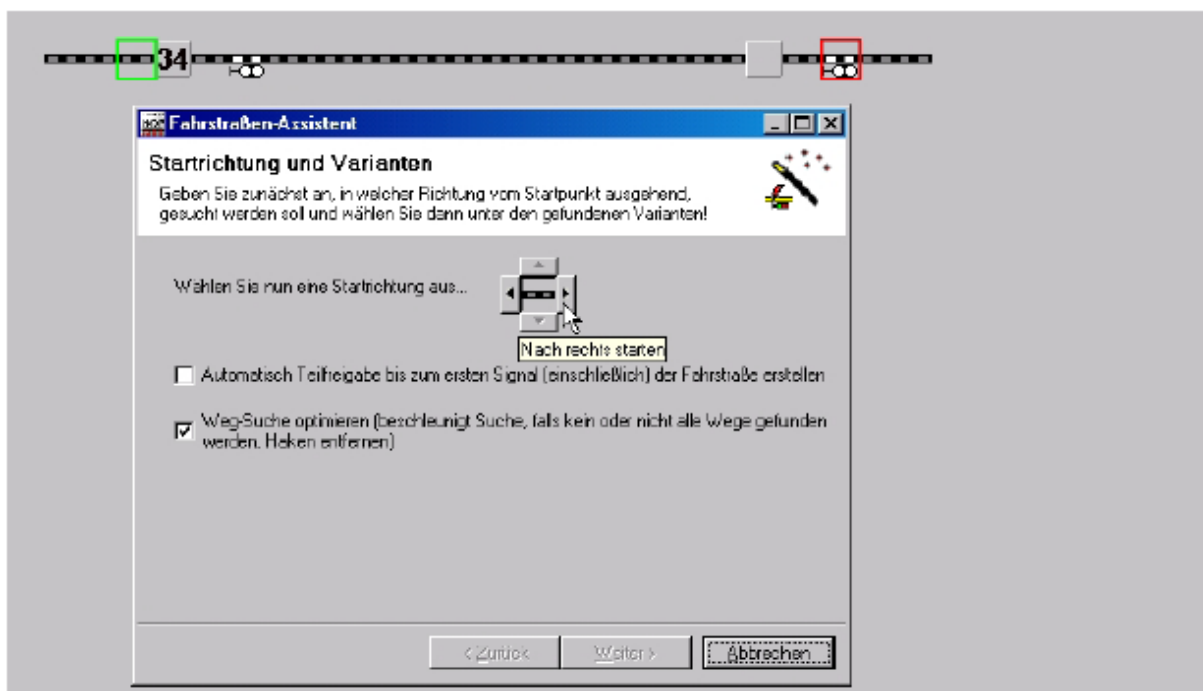 34
Fahrstraßen-Assistent
Startrichtung und Varianten
Geben Sie zunächst an, in welcher Richtung vom Startpunkt ausgehend,
gesucht werden soll und wählen Sie dann unter den gefundenen Varianten!
Wählen Sie nun eine Startrichtung aus...
Nach rechts starten
Automatisch Teilfreigabe bis zum ersten Signal (einschließlich) der Fahrstraße erstellen
Weg-Suche optimieren (beschleunigt Suche, falls kein oder nicht alle Wege gefunden
werden, Haken entfernen)
< Zurück
Weiter >
Abbrechen